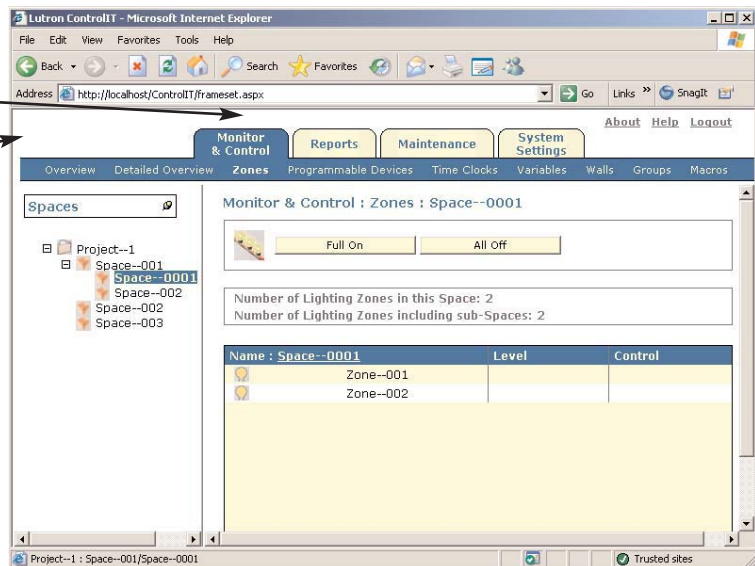 Lutron ControlIT - Microsoft Internet Explorer
File Edit View Favorites Tools Help
Back Search Favorites
Address http://localhost/ControlIT/frameset.aspx Go Links » SnagIt
About Help Logout
Monitor & Control Reports Maintenance System Settings
Overview Detailed Overview Zones Programmable Devices Time Clocks Variables Walls Groups Macros
Spaces
Project--1
Space--001
Space--0001
Space--002
Space--002
Space--003
Monitor & Control : Zones : Space--0001
Full On All Off
Number of Lighting Zones in this Space: 2
Number of Lighting Zones including sub-Spaces: 2
Name : Space--0001 Level Control
Zone--001
Zone--002
Project--1 : Space--001/Space--0001 Trusted sites